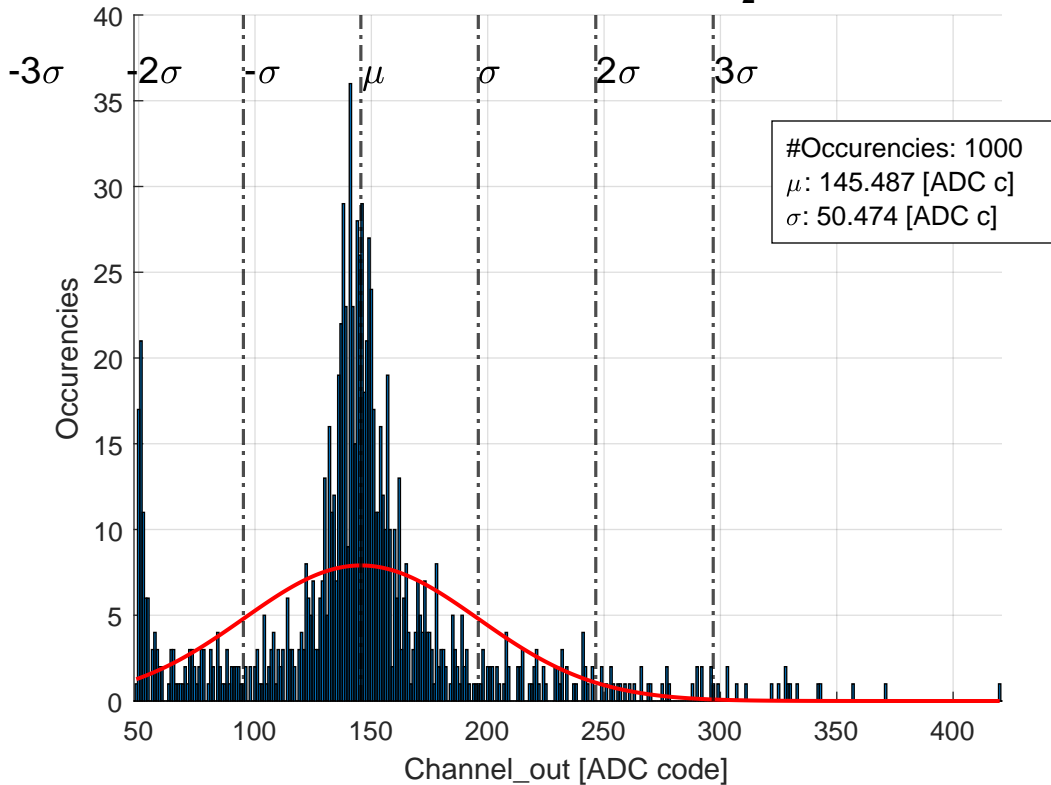 2
40
-3σ -2σ -σ μ σ 2σ 3σ
35
#Occurencies: 1000
μ: 145.487 [ADC c]
σ: 50.474 [ADC c]
30
25
20
15
10
5
0
Occurencies
50 100 150 200 250 300 350 400
Channel_out [ADC code]